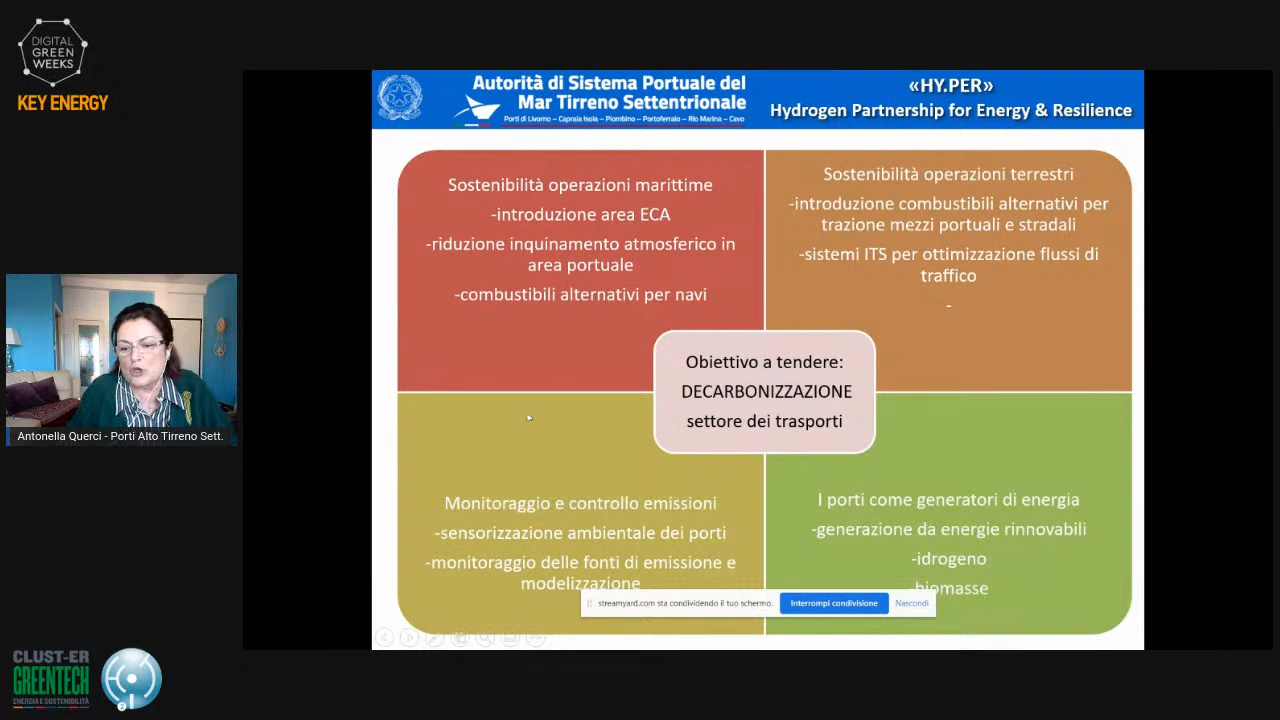 DIGITAL
GREEN
WEEKS
KEY ENERGY
Autorità di Sistema Portuale del
Mar Tirreno Settentrionale
Porti di Livorno – Capraia Isola – Piombino – Portoferraio – Rio Marina – Cavo
«HY.PER»
Hydrogen Partnership for Energy & Resilience
Sostenibilità operazioni marittime
-introduzione area ECA
-riduzione inquinamento atmosferico in
area portuale
-combustibili alternativi per navi
Sostenibilità operazioni terrestri
-introduzione combustibili alternativi per
trazione mezzi portuali e stradali
-sistemi ITS per ottimizzazione flussi di
traffico
-
Obiettivo a tendere:
DECARBONIZZAZIONE
settore dei trasporti
Monitoraggio e controllo emissioni
-sensorizzazione ambientale dei porti
-monitoraggio delle fonti di emissione e
modelizzazione
I porti come generatori di energia
-generazione da energie rinnovabili
-idrogeno
-biomasse
streamyard.com sta condividendo il tuo schermo.
Interrompi condivisione
Nascondi
Antonella Querci - Porti Alto Tirreno Sett.
CLUST-ER
GREENTECH
ENERGIA E SOSTENIBILITÀ
2